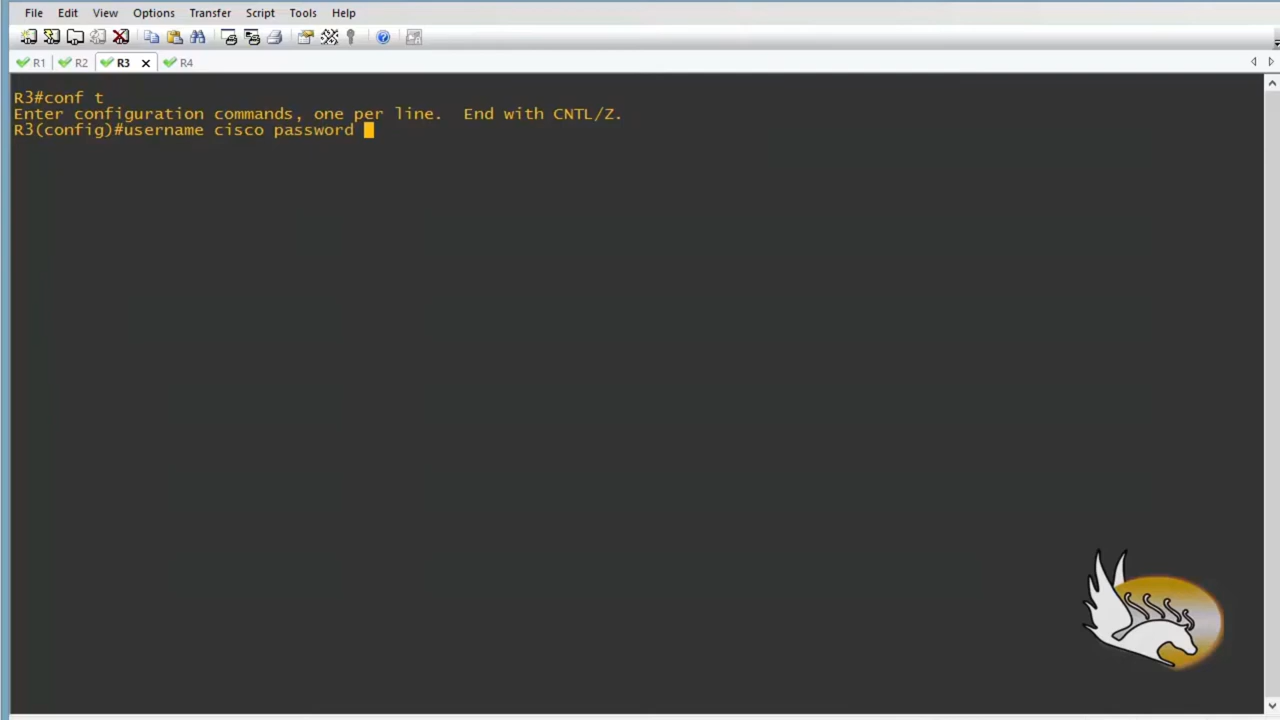 File Edit View Options Transfer Script Tools Help
R1 R2 R3 R4
R3#conf t
Enter configuration commands, one per line.  End with CNTL/Z.
R3(config)#username cisco password